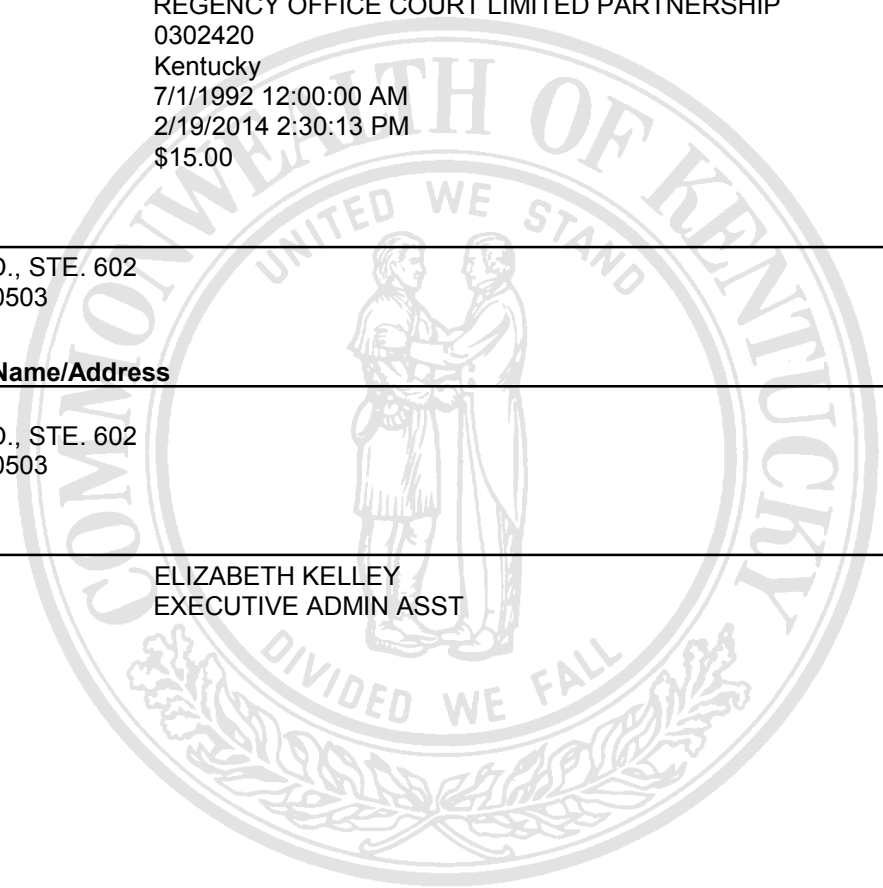 REGENCY OFFICE COURT LIMITED PARTNERSHIP
0302420
Kentucky
7/1/1992 12:00:00 AM
2/19/2014 2:30:13 PM
$15.00
., STE. 602
0503
Name/Address
., STE. 602
0503
ELIZABETH KELLEY
EXECUTIVE ADMIN ASST
COMMONWEALTH OF KENTUCKY
UNITED WE STAND
DIVIDED WE FALL